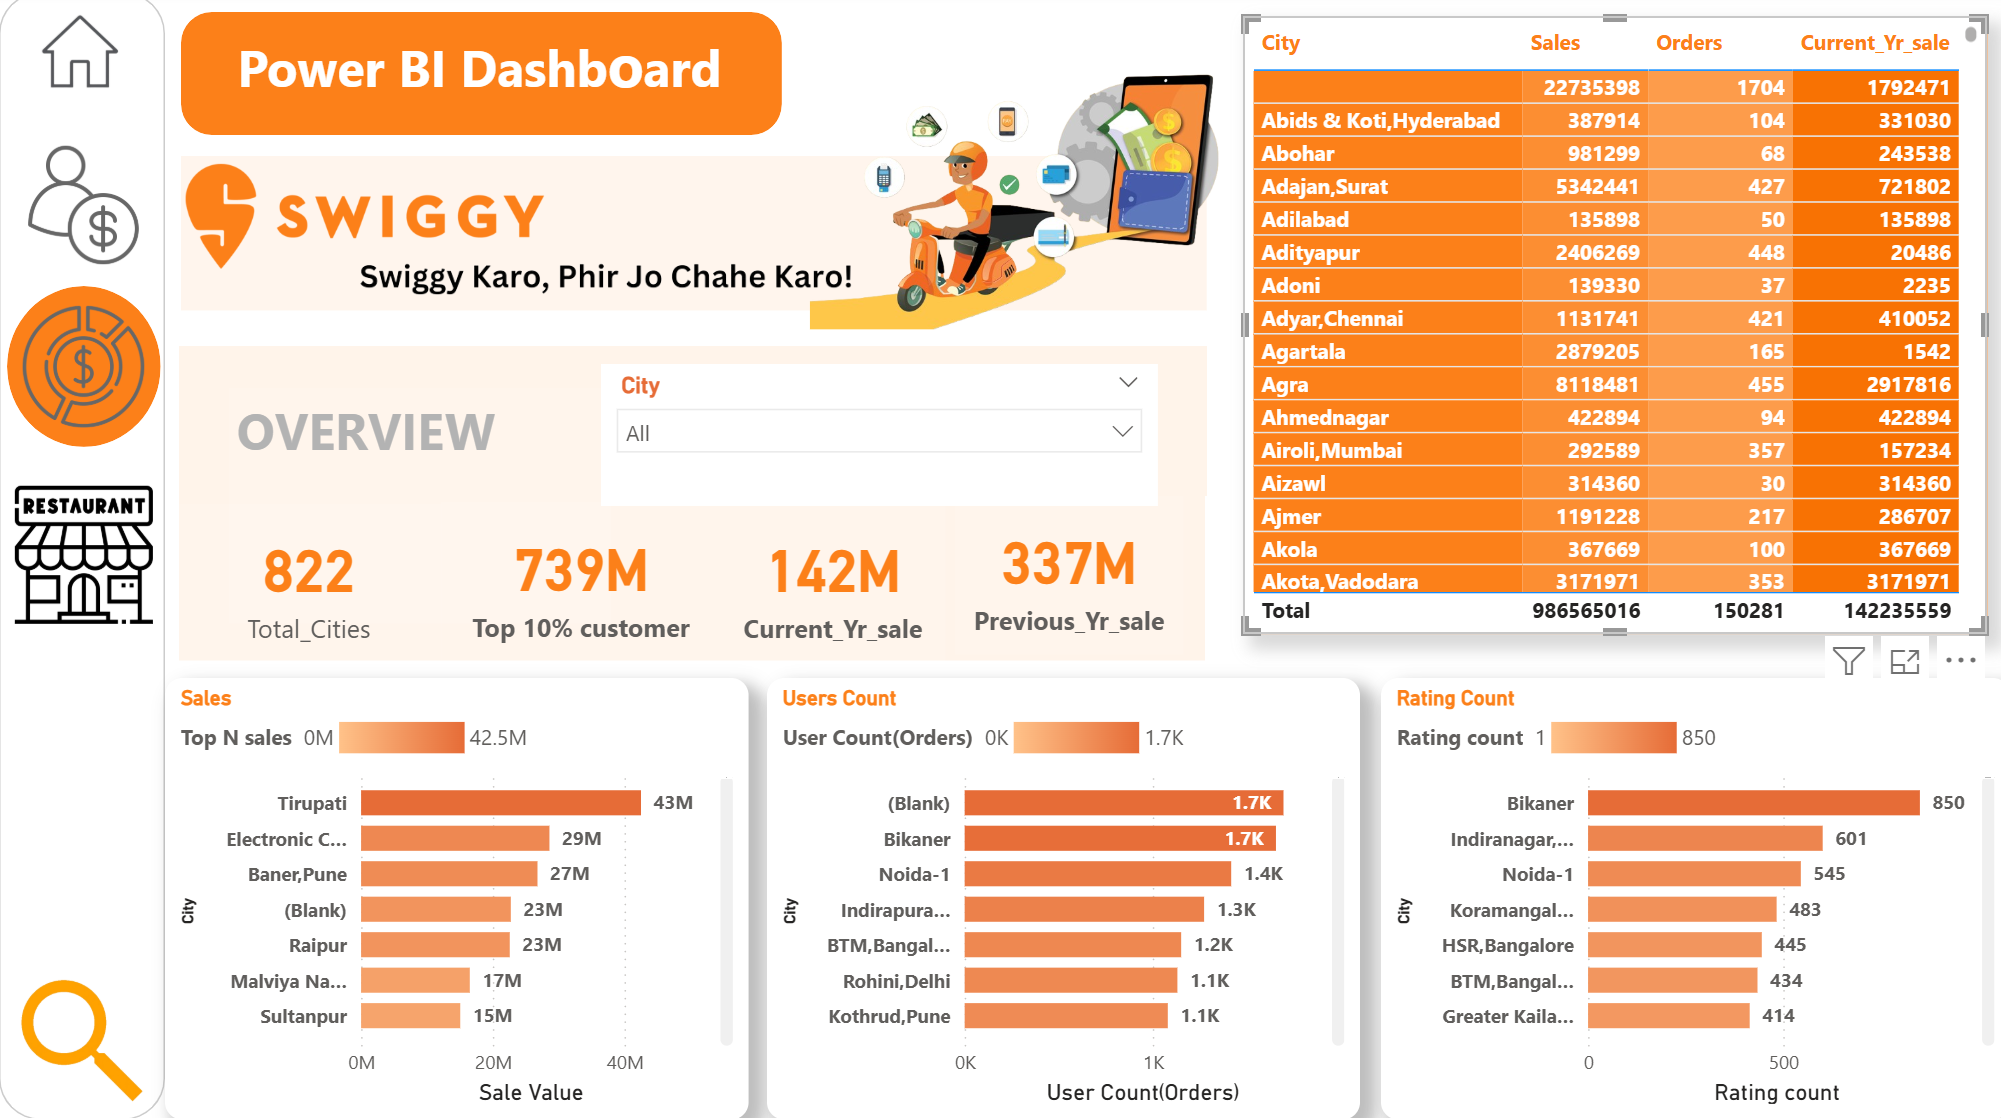 Power BI Dashboard
SWIGGY
Swiggy Karo, Phir Jo Chahe Karo!
RESTAURANT
OVERVIEW
City
All
822
Total_Cities
739M
Top 10% customer
142M
Current_Yr_sale
337M
Previous_Yr_sale
City Sales Orders Current_Yr_sale
22735398 1704 1792471
Abids & Koti,Hyderabad 387914 104 331030
Abohar 981299 68 243538
Adajan,Surat 5342441 427 721802
Adilabad 135898 50 135898
Adityapur 2406269 448 20486
Adoni 139330 37 2235
Adyar,Chennai 1131741 421 410052
Agartala 2879205 165 1542
Agra 8118481 455 2917816
Ahmednagar 422894 94 422894
Airoli,Mumbai 292589 357 157234
Aizawl 314360 30 314360
Ajmer 1191228 217 286707
Akola 367669 100 367669
Akota,Vadodara 3171971 353 3171971
Total 986565016 150281 142235559
Sales
Top N sales 0M 42.5M
City
Tirupati 43M
Electronic C... 29M
Baner,Pune 27M
(Blank) 23M
Raipur 23M
Malviya Na... 17M
Sultanpur 15M
0M 20M 40M
Sale Value
Users Count
User Count(Orders) 0K 1.7K
City
(Blank) 1.7K
Bikaner 1.7K
Noida-1 1.4K
Indirapura... 1.3K
BTM,Bangal... 1.2K
Rohini,Delhi 1.1K
Kothrud,Pune 1.1K
0K 1K
User Count(Orders)
Rating Count
Rating count 1 850
City
Bikaner 850
Indiranagar,... 601
Noida-1 545
Koramangal... 483
HSR,Bangalore 445
BTM,Bangal... 434
Greater Kaila... 414
0 500
Rating count